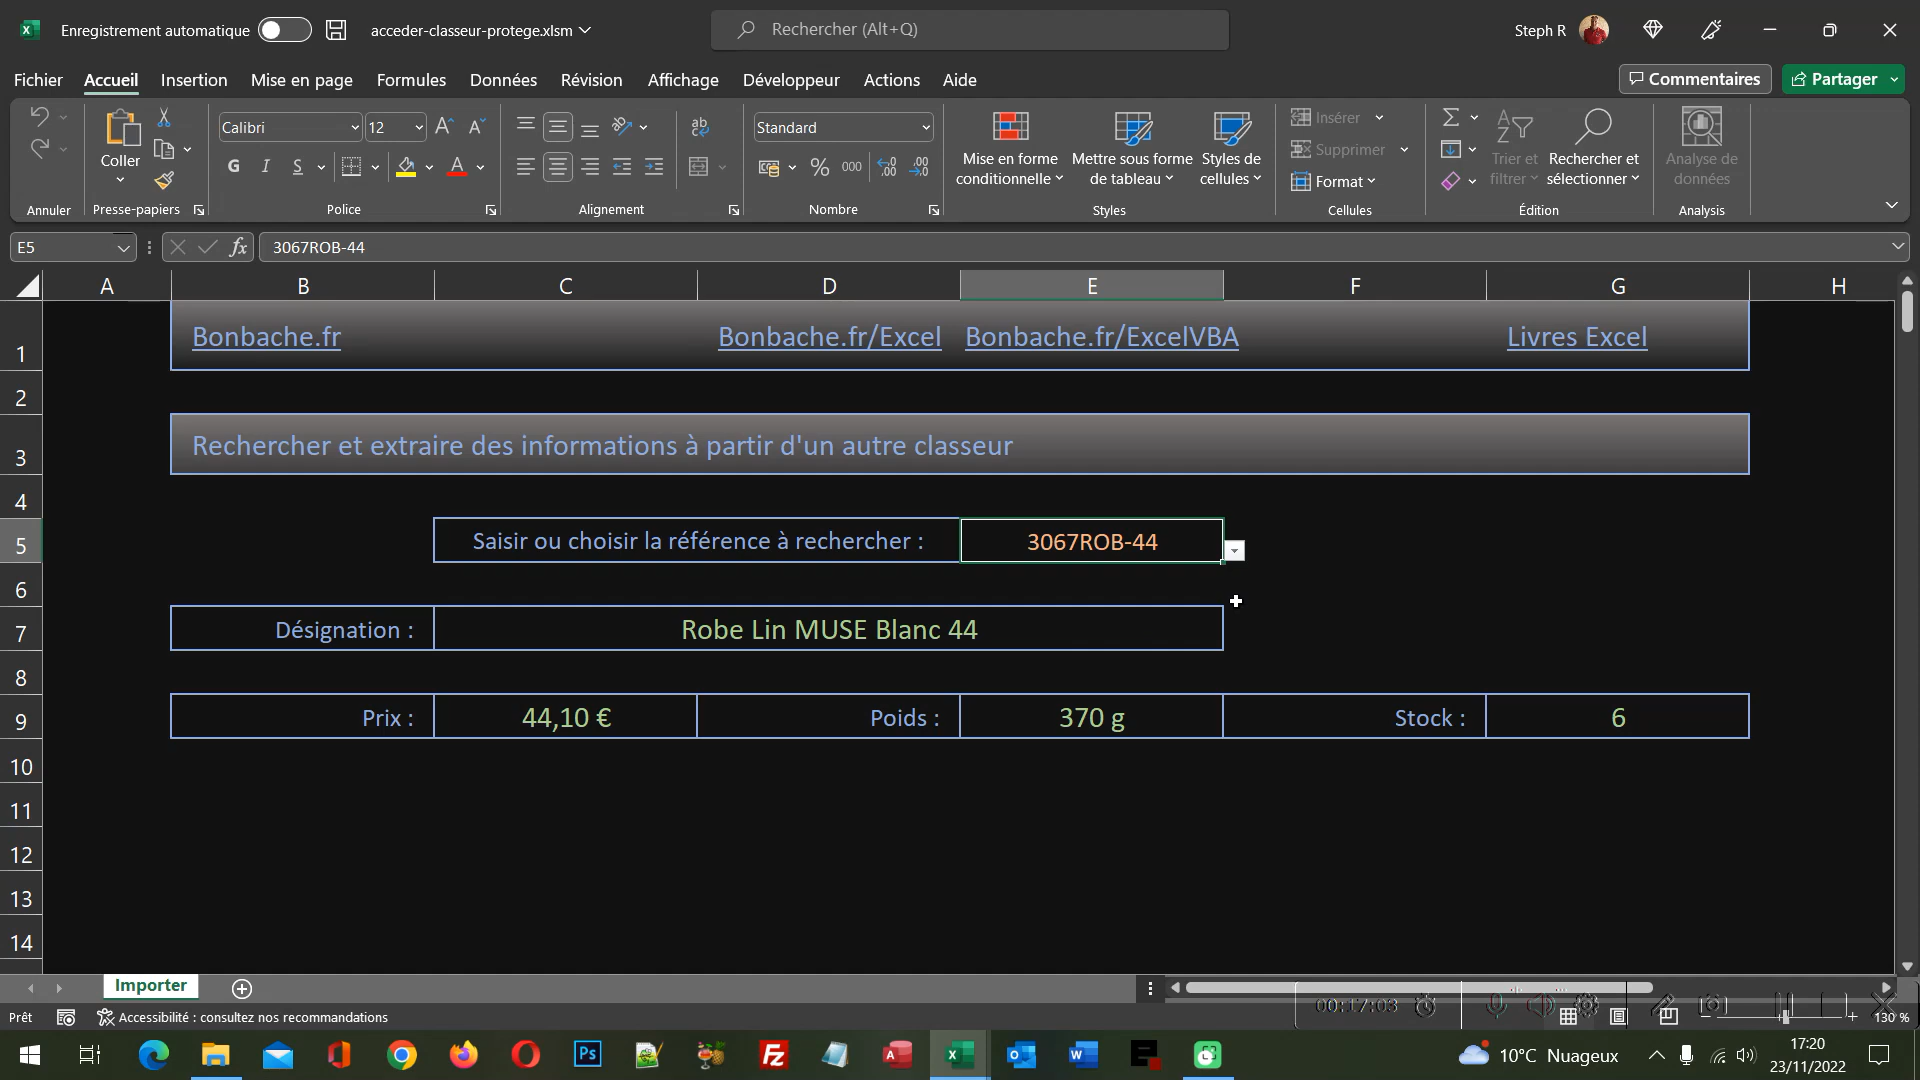 Enregistrement automatique acceder-classeur-protege.xlsm Rechercher (Alt+Q) Steph R
Fichier Accueil Insertion Mise en page Formules Données Révision Affichage Développeur Actions Aide Commentaires Partager
Calibri 12 Standard Insérer
Coller Mise en forme Mettre sous forme Styles de Supprimer Trier et Rechercher et Analyse de
G I S % 000 conditionnelle de tableau cellules Format filtrer sélectionner données
Annuler Presse-papiers Police Alignement Nombre Styles Cellules Édition Analysis
E5 fx 3067ROB-44
A B C D E F G H
1 Bonbache.fr Bonbache.fr/Excel Bonbache.fr/ExcelVBA Livres Excel
2
3 Rechercher et extraire des informations à partir d'un autre classeur
4
5 Saisir ou choisir la référence à rechercher : 3067ROB-44
6
7 Désignation : Robe Lin MUSE Blanc 44
8
9 Prix : 44,10 € Poids : 370 g Stock : 6
10
11
12
13
14
Importer
00:17:03
Prêt Accessibilité : consultez nos recommandations 130 %
10°C Nuageux 17:20
23/11/2022